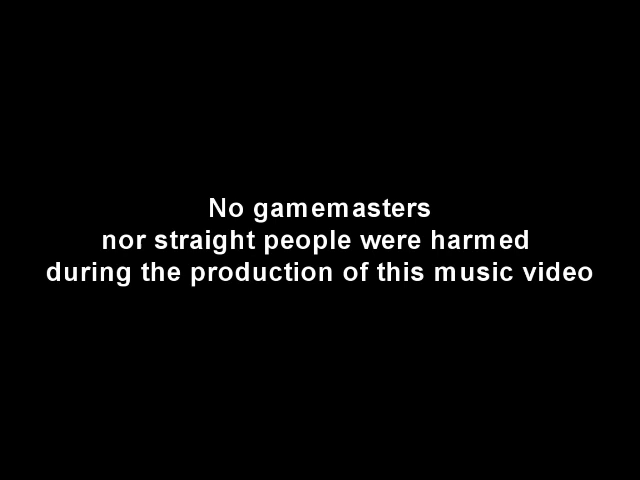 No gamemasters
nor straight people were harmed
during the production of this music video